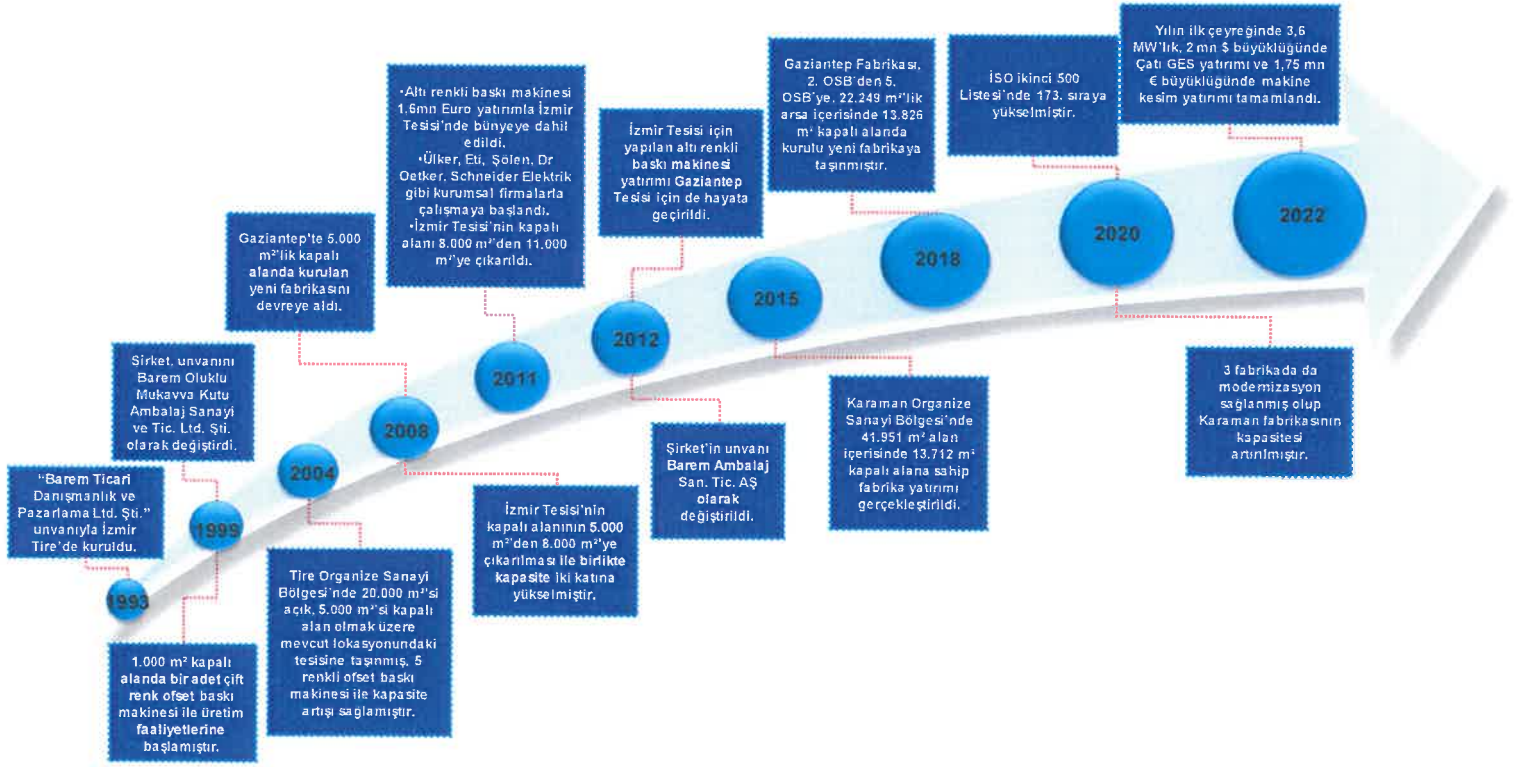 "Barem Ticari
Danışmanlık ve
Pazarlama Ltd. Şti."
unvanıyla İzmir
Tire'de kuruldu.
1993
Şirket, unvanını
Barem Oluklu
Mukavva Kutu
Ambalaj Sanayi
ve Tic. Ltd. Şti.
olarak değiştirdi.
1999
1.000 m² kapalı
alanda bir adet çift
renk ofset baskı
makinesi ile üretim
faaliyetlerine
başlamıştır.
2004
Tire Organize Sanayi
Bölgesi'nde 20.000 m²'si
açık, 5.000 m²'si kapalı
alan olmak üzere
mevcut lokasyonundaki
tesisine taşınmış, 5
renkli ofset baskı
makinesi ile kapasite
artışı sağlamıştır.
Gaziantep'te 5.000
m²'lik kapalı
alanda kurulan
yeni fabrikasını
devreye aldı.
2008
İzmir Tesisi'nin
kapalı alanının 5.000
m²'den 8.000 m²'ye
çıkarılması ile birlikte
kapasite iki katına
yükselmiştir.
•Altı renkli baskı makinesi
1.6mn Euro yatırımla İzmir
Tesisi'nde bünyeye dahil
edildi.
•Ülker, Eti, Şölen, Dr
Oetker, Schneider Elektrik
gibi kurumsal firmalarla
çalışmaya başlandı.
•İzmir Tesisi'nin kapalı
alanı 8.000 m²'den 11.000
m²'ye çıkarıldı.
2011
İzmir Tesisi için
yapılan altı renkli
baskı makinesi
yatırımı Gaziantep
Tesisi için de hayata
geçirildi.
2012
Şirket'in unvanı
Barem Ambalaj
San. Tic. AŞ
olarak
değiştirildi.
2015
Karaman Organize
Sanayi Bölgesi'nde
41.951 m² alan
içerisinde 13.712 m²
kapalı alana sahip
fabrika yatırımı
gerçekleştirildi.
Gaziantep Fabrikası,
2. OSB'den 5.
OSB'ye, 22.249 m²'lik
arsa içerisinde 13.826
m² kapalı alanda
kurulu yeni fabrikaya
taşınmıştır.
2018
İSO ikinci 500
Listesi'nde 173. sıraya
yükselmiştir.
2020
3 fabrikada da
modernizasyon
sağlanmış olup
Karaman fabrikasının
kapasitesi
artırılmıştır.
Yılın ilk çeyreğinde 3,6
MW'lık, 2 mn $ büyüklüğünde
Çatı GES yatırımı ve 1,75 mn
€ büyüklüğünde makine
kesim yatırımı tamamlandı.
2022